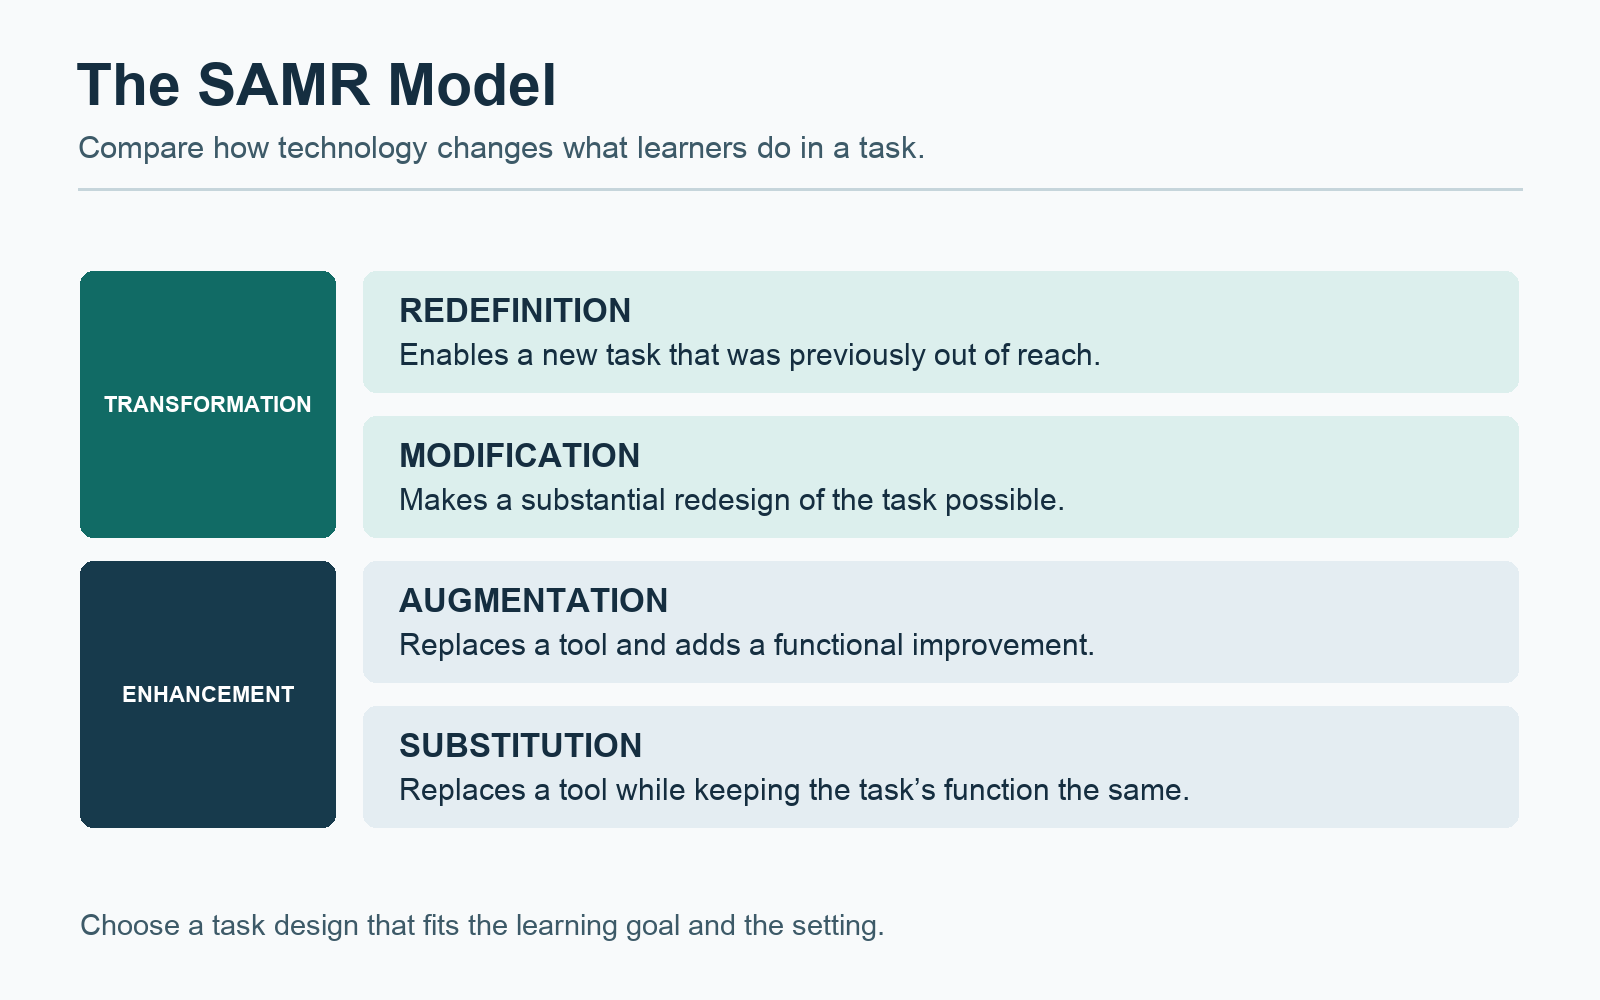 The SAMR Model
Compare how technology changes what learners do in a task.
TRANSFORMATION
REDEFINITION
Enables a new task that was previously out of reach.
MODIFICATION
Makes a substantial redesign of the task possible.
ENHANCEMENT
AUGMENTATION
Replaces a tool and adds a functional improvement.
SUBSTITUTION
Replaces a tool while keeping the task’s function the same.
Choose a task design that fits the learning goal and the setting.